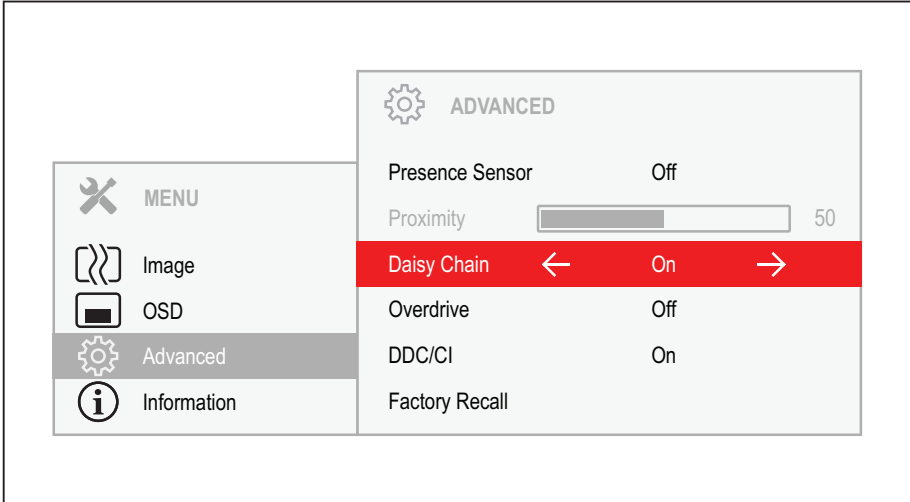 ADVANCED
Presence Sensor Off
Proximity 50
Daisy Chain On
Overdrive Off
DDC/CI On
Factory Recall
MENU
Image
OSD
Advanced
Information